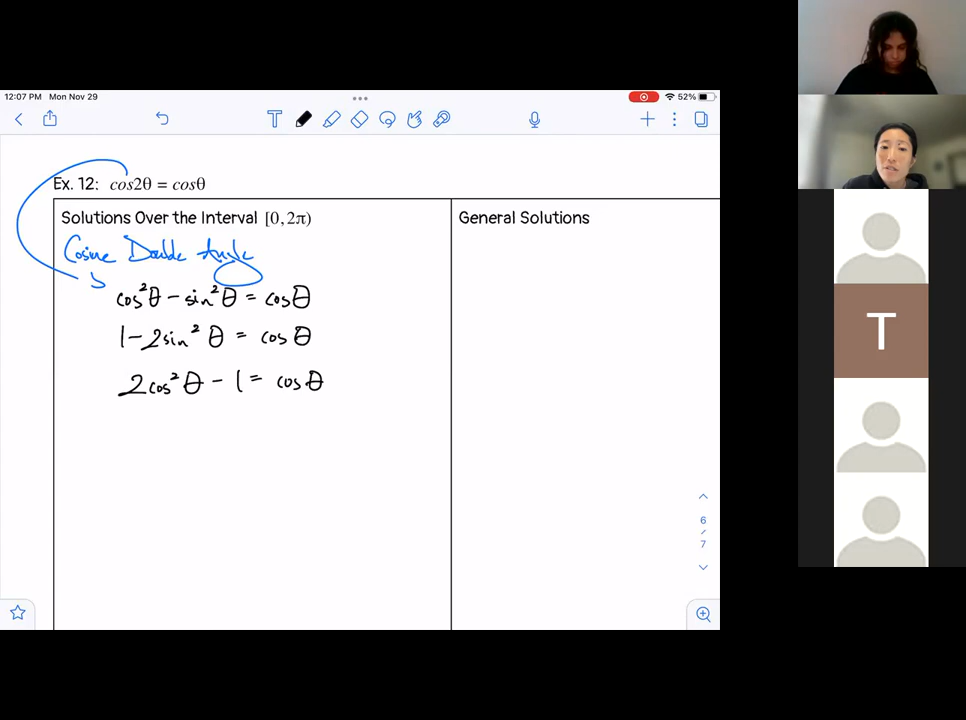 12:07 PM Mon Nov 29
52%
T
Ex. 12: cos2θ = cosθ
Solutions Over the Interval [0, 2π)
General Solutions
Cosine Double Angle
cos²θ − sin²θ = cosθ
1 − 2sin²θ = cosθ
2cos²θ − 1 = cosθ
6
/
7
T